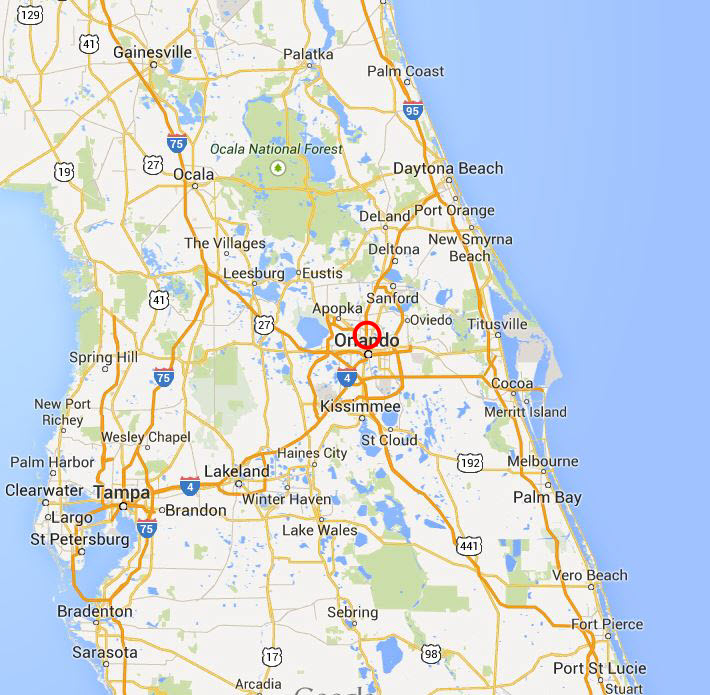 129
41
Gainesville
Palatka
Palm Coast
95
75
Ocala National Forest
27
19
Ocala
Daytona Beach
DeLand
Port Orange
The Villages
Deltona
New Smyrna
Beach
Leesburg
Eustis
41
Sanford
Apopka
27
Oviedo
Titusville
Orlando
Spring Hill
75
4
Cocoa
New Port
Richey
Kissimmee
Merritt Island
Wesley Chapel
St Cloud
Palm Harbor
Haines City
192
Melbourne
Lakeland
Clearwater
Tampa
4
Winter Haven
Palm Bay
Largo
Brandon
75
Lake Wales
St Petersburg
441
Vero Beach
Bradenton
Sebring
Fort Pierce
Sarasota
17
98
Port St Lucie
Arcadia
Google
Stuart